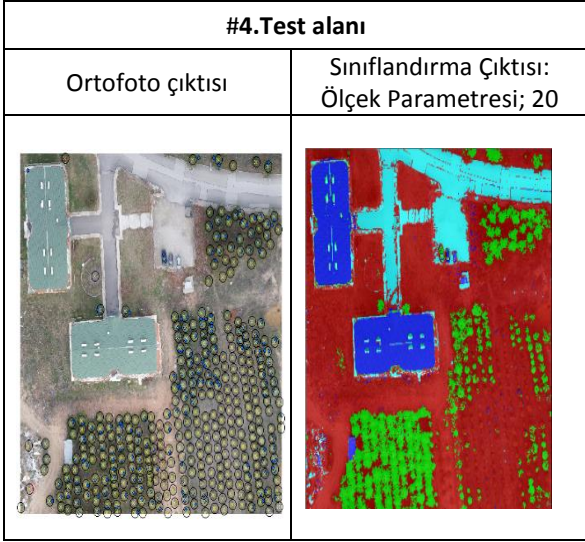 #4.Test alanı
Ortofoto çıktısı
Sınıflandırma Çıktısı:
Ölçek Parametresi; 20